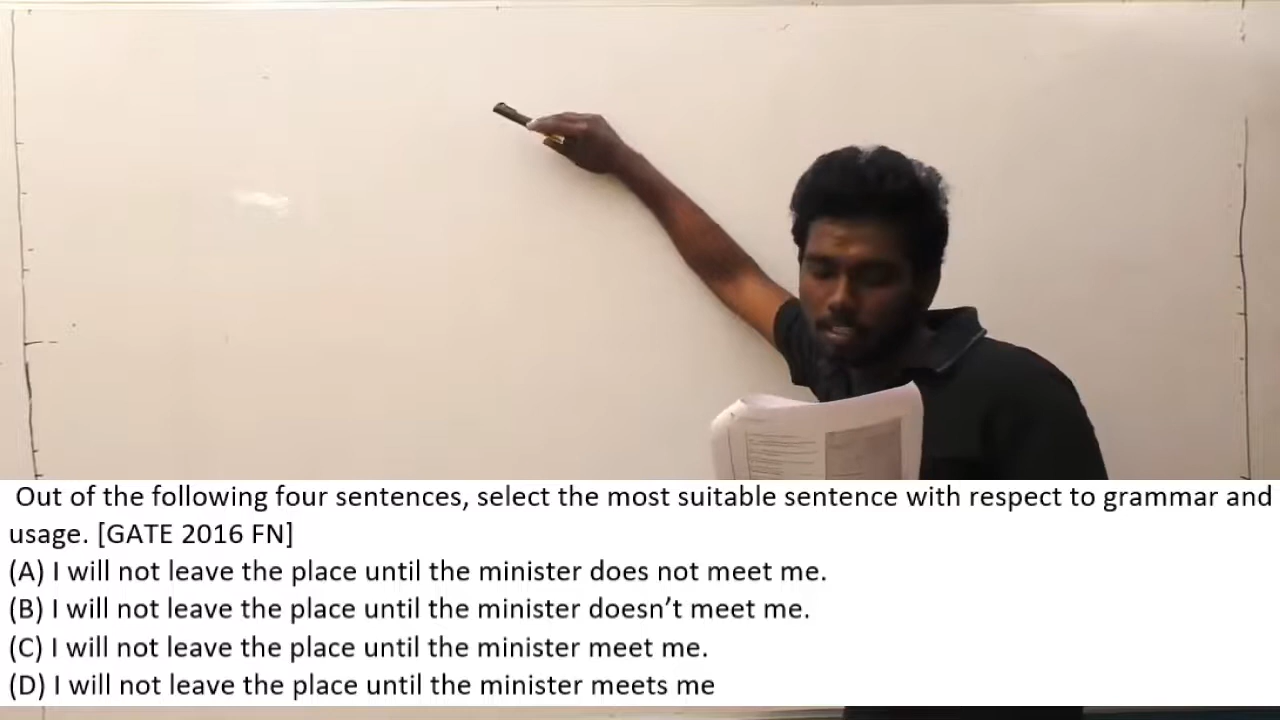 Out of the following four sentences, select the most suitable sentence with respect to grammar and
usage. [GATE 2016 FN]
(A) I will not leave the place until the minister does not meet me.
(B) I will not leave the place until the minister doesn’t meet me.
(C) I will not leave the place until the minister meet me.
(D) I will not leave the place until the minister meets me